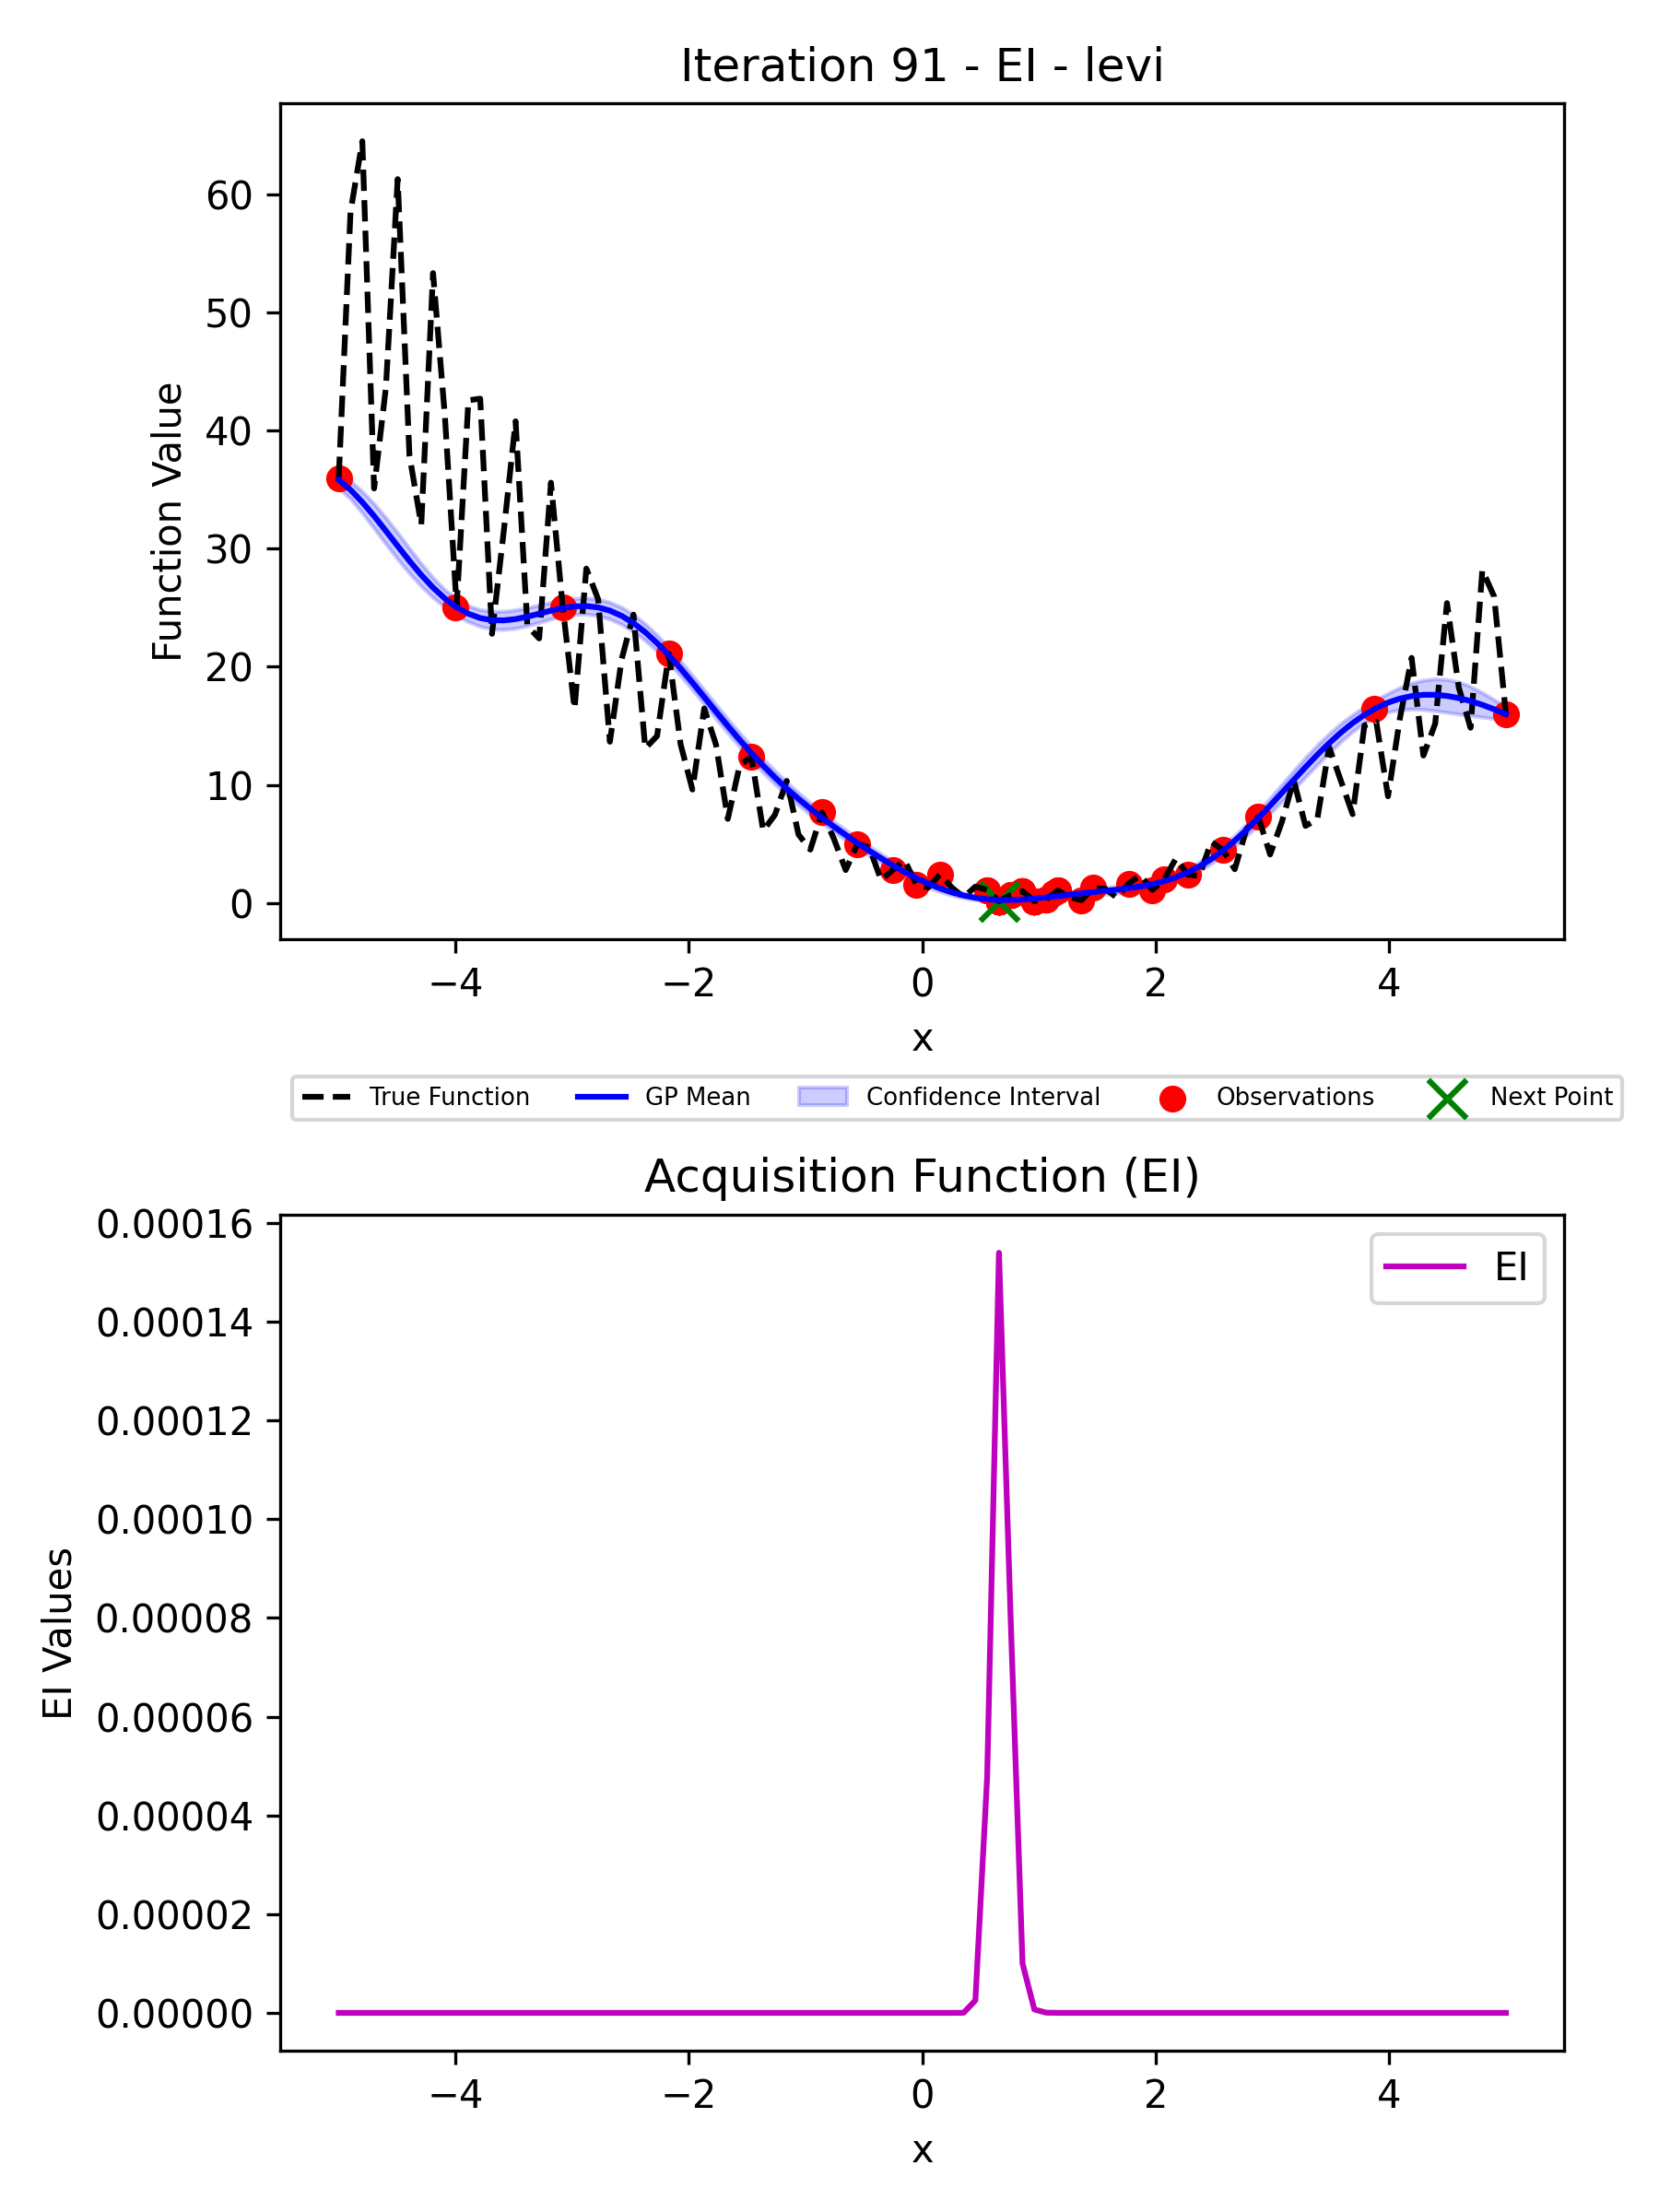 Iteration 91 - EI - levi
Function Value
60
50
40
30
20
10
0
−4 −2 0 2 4
x
True Function GP Mean Confidence Interval Observations Next Point
Acquisition Function (EI)
EI Values
0.00016
0.00014
0.00012
0.00010
0.00008
0.00006
0.00004
0.00002
0.00000
EI
−4 −2 0 2 4
x